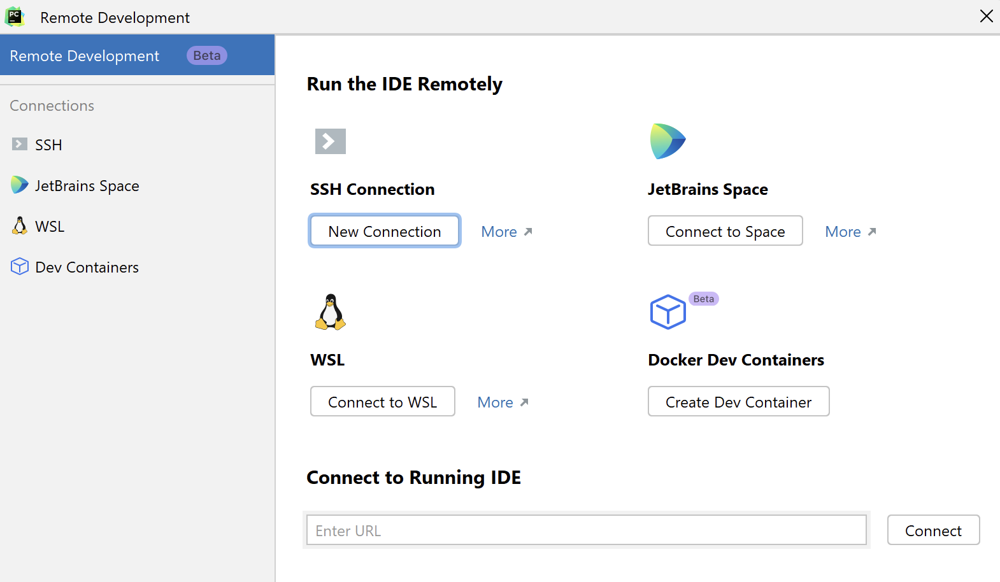 PC Remote Development
Remote Development Beta
Connections
SSH
JetBrains Space
WSL
Dev Containers
Run the IDE Remotely
SSH Connection
New Connection More
JetBrains Space
Connect to Space More
WSL
Connect to WSL More
Beta
Docker Dev Containers
Create Dev Container
Connect to Running IDE
Enter URL Connect